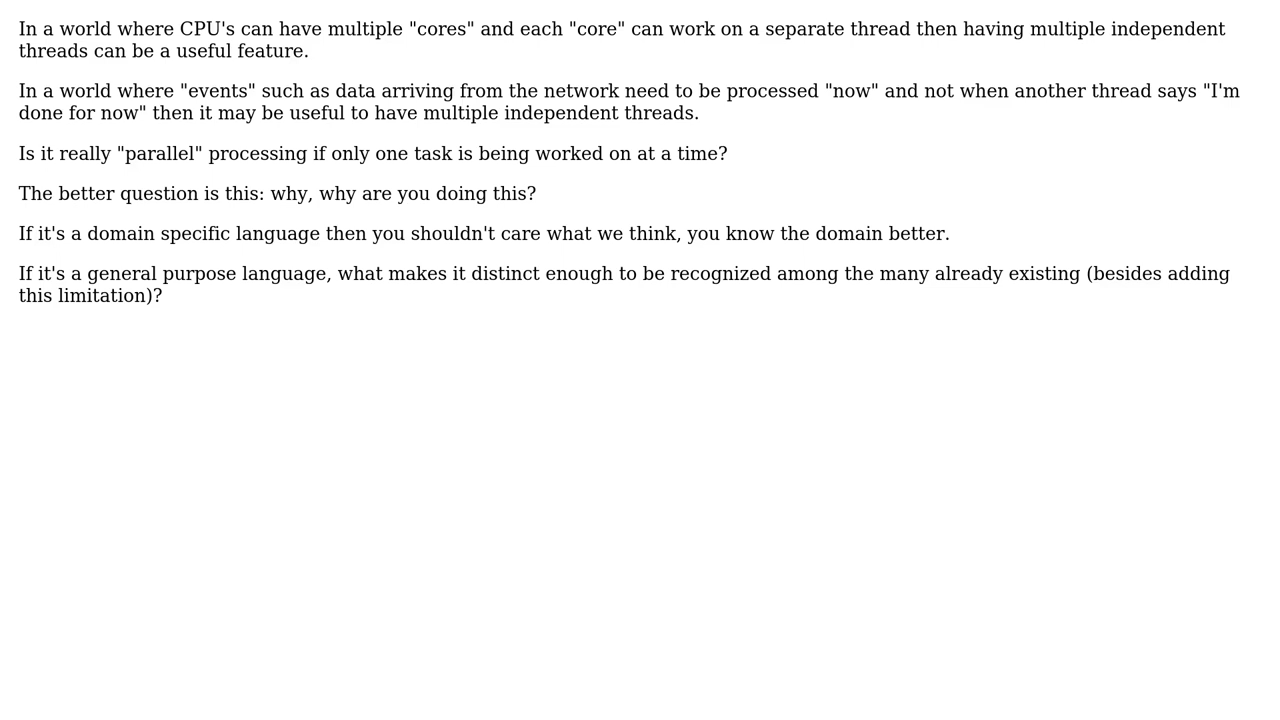 In a world where CPU's can have multiple "cores" and each "core" can work on a separate thread then having multiple independent
threads can be a useful feature.
In a world where "events" such as data arriving from the network need to be processed "now" and not when another thread says "I'm
done for now" then it may be useful to have multiple independent threads.
Is it really "parallel" processing if only one task is being worked on at a time?
The better question is this: why, why are you doing this?
If it's a domain specific language then you shouldn't care what we think, you know the domain better.
If it's a general purpose language, what makes it distinct enough to be recognized among the many already existing (besides adding
this limitation)?